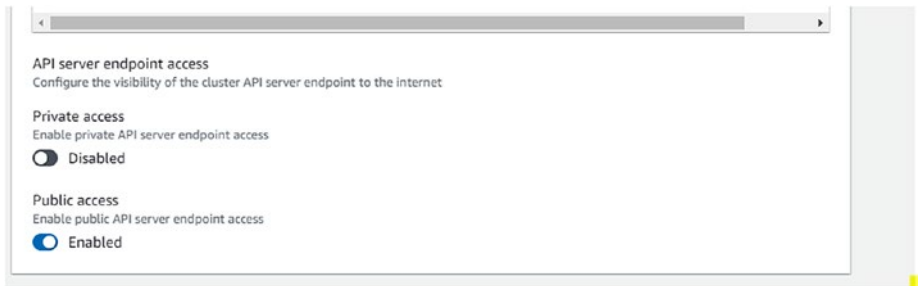 API server endpoint access
Configure the visibility of the cluster API server endpoint to the internet
Private access
Enable private API server endpoint access
Disabled
Public access
Enable public API server endpoint access
Enabled